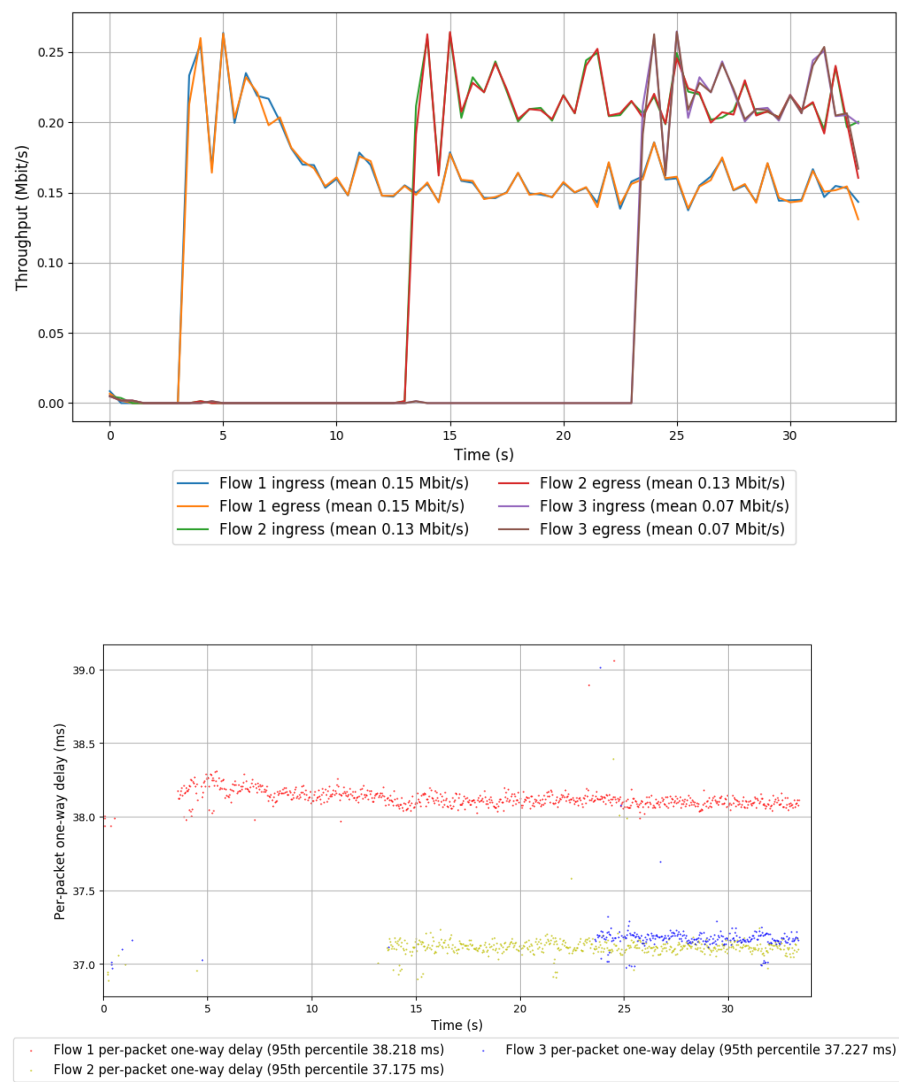 0.25
0.20
0.15
0.10
0.05
0.00
Throughput (Mbit/s)
0 5 10 15 20 25 30
Time (s)
Flow 1 ingress (mean 0.15 Mbit/s) Flow 2 egress (mean 0.13 Mbit/s)
Flow 1 egress (mean 0.15 Mbit/s) Flow 3 ingress (mean 0.07 Mbit/s)
Flow 2 ingress (mean 0.13 Mbit/s) Flow 3 egress (mean 0.07 Mbit/s)
39.0
38.5
38.0
37.5
37.0
Per-packet one-way delay (ms)
0 5 10 15 20 25 30
Time (s)
Flow 1 per-packet one-way delay (95th percentile 38.218 ms) Flow 3 per-packet one-way delay (95th percentile 37.227 ms)
Flow 2 per-packet one-way delay (95th percentile 37.175 ms)